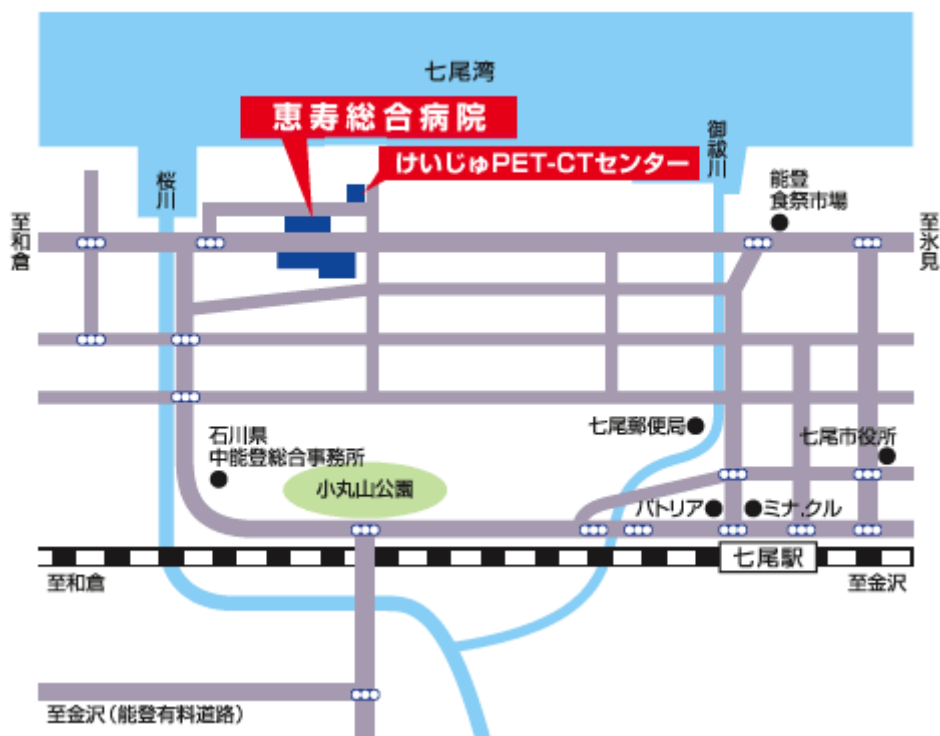 七尾湾
恵寿総合病院
けいじゅPET-CTセンター
御祓川
桜川
能登
食祭市場
至和倉
至氷見
七尾郵便局
石川県
中能登総合事務所
七尾市役所
小丸山公園
パトリア
ミナ.クル
七尾駅
至和倉
至金沢
至金沢(能登有料道路)